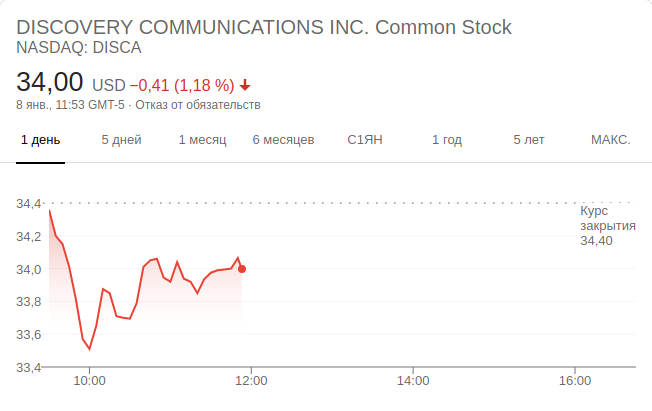 DISCOVERY COMMUNICATIONS INC. Common Stock
NASDAQ: DISCA
34,00 USD −0,41 (1,18 %)
8 янв., 11:53 GMT-5 · Отказ от обязательств
1 день 5 дней 1 месяц 6 месяцев С1ЯН 1 год 5 лет МАКС.
34,4
Курс
закрытия
34,40
34,2
34,0
33,8
33,6
33,4
10:00 12:00 14:00 16:00